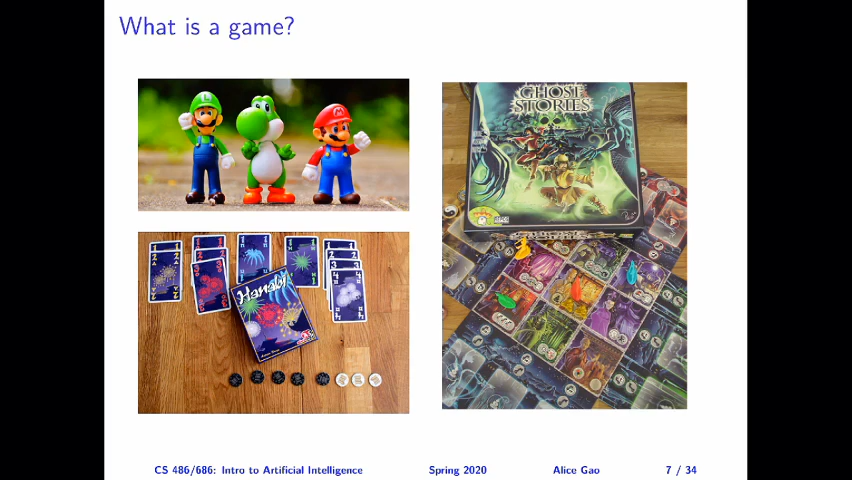 What is a game?
GHOST
STORIES
Hanabi
CS 486/686: Intro to Artificial Intelligence
Spring 2020
Alice Gao
7 / 34